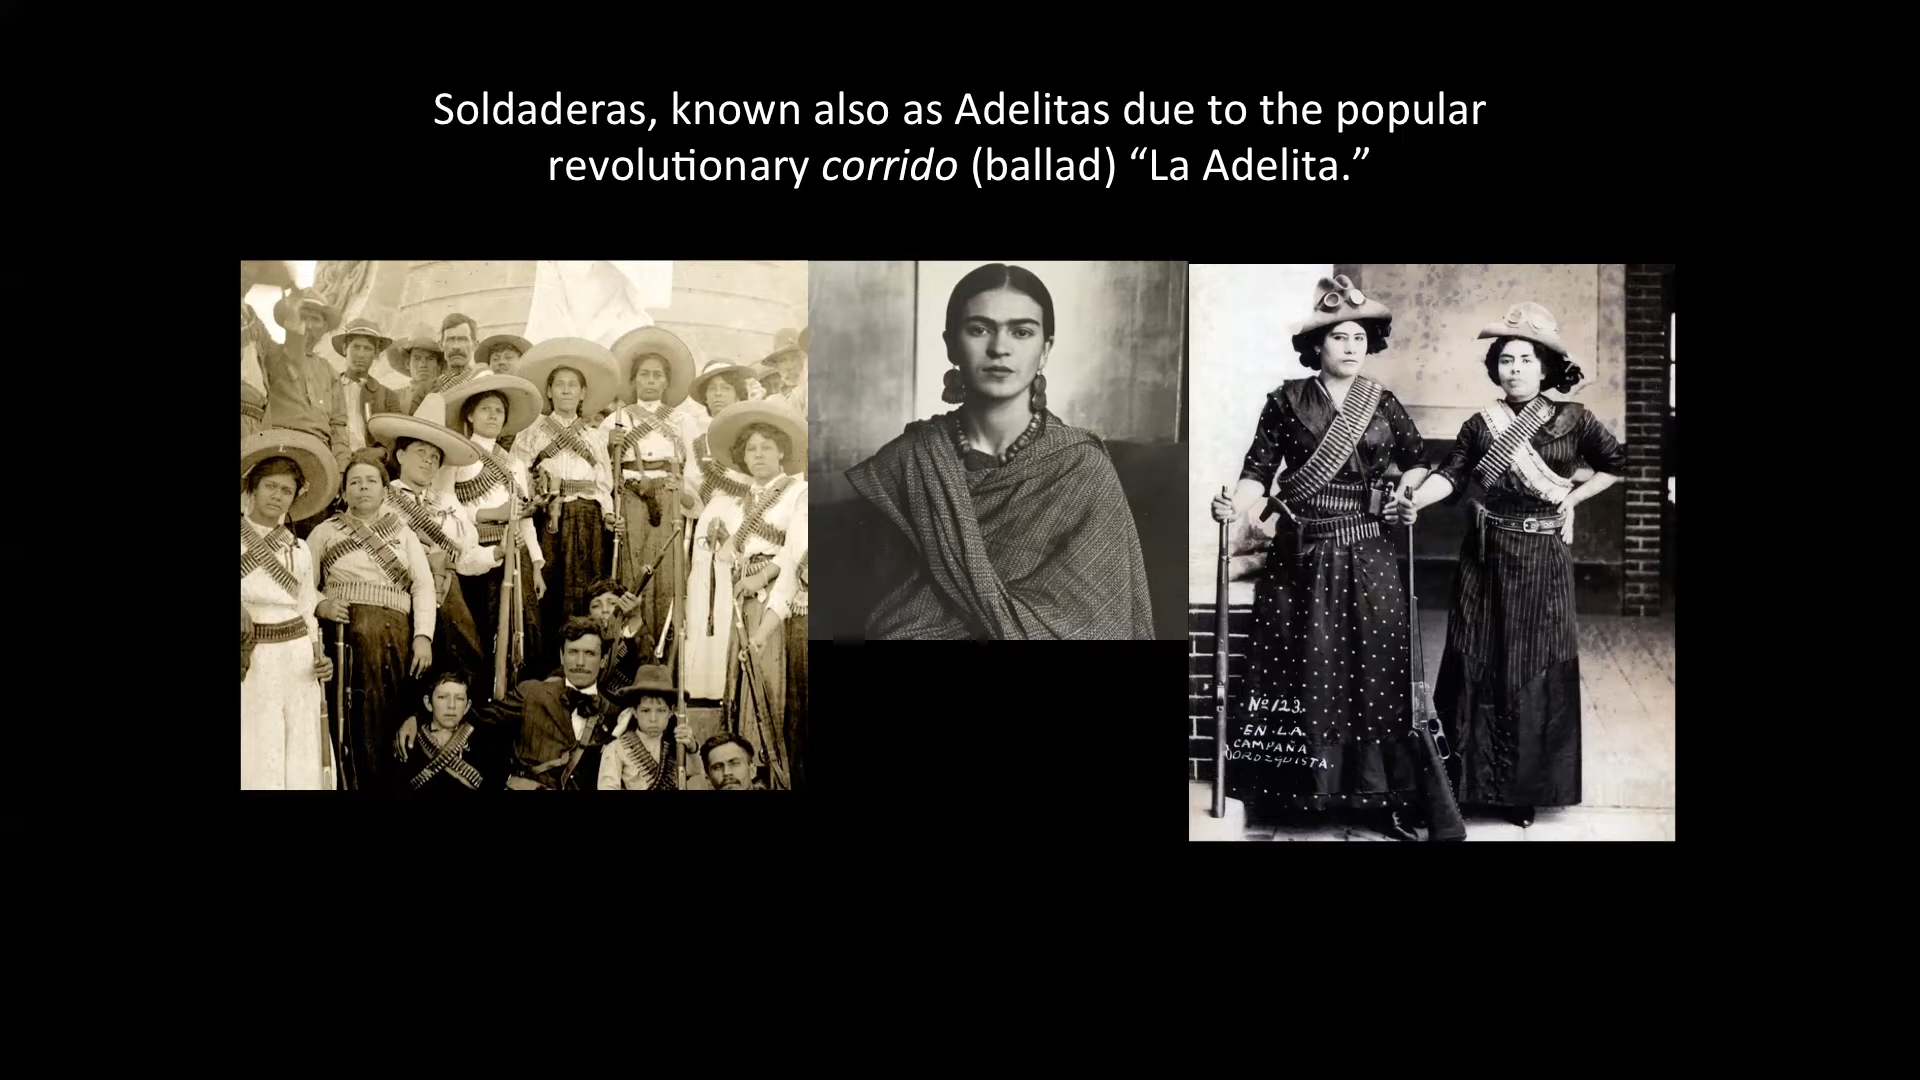 Soldaderas, known also as Adelitas due to the popular
revolutionary corrido (ballad) “La Adelita.”
Nº 123.
EN LA
CAMPAÑA
OOROZQUISTA.